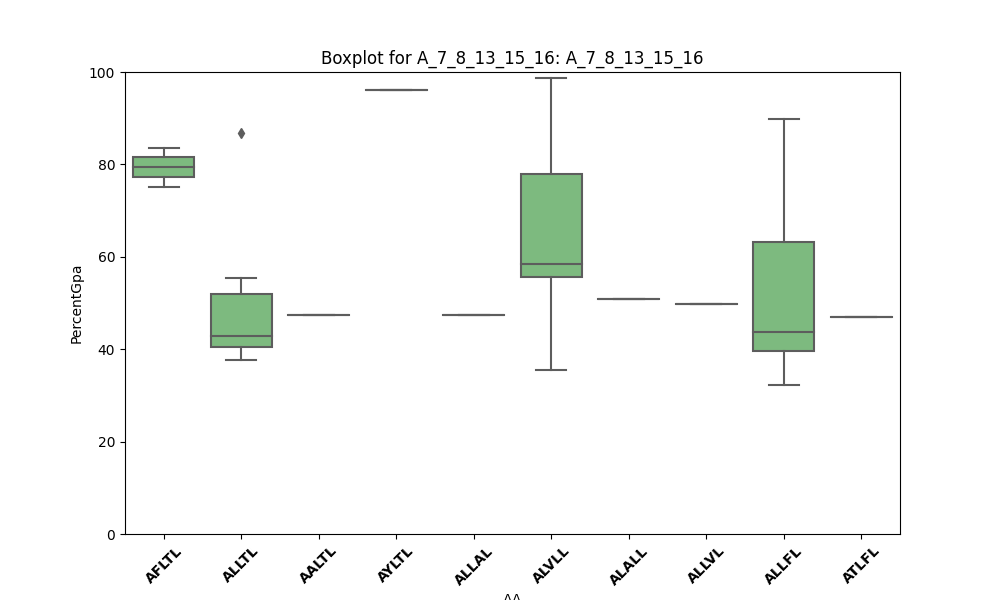 Boxplot for A_7_8_13_15_16: A_7_8_13_15_16
PercentGpa
100
80
60
40
20
0
AFLTL
ALLTL
AALTL
AYLTL
ALLAL
ALVLL
ALALL
ALLVL
ALLFL
ATLFL
AA